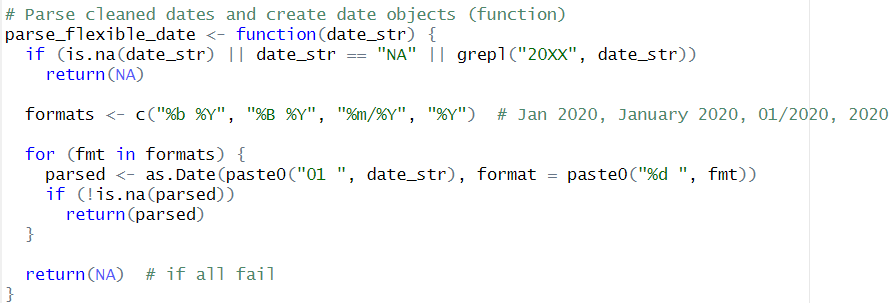 # Parse cleaned dates and create date objects (function)
parse_flexible_date <- function(date_str) {
  if (is.na(date_str) || date_str == "NA" || grepl("20XX", date_str))
    return(NA)
  formats <- c("%b %Y", "%B %Y", "%m/%Y", "%Y")  # Jan 2020, January 2020, 01/2020, 2020
  for (fmt in formats) {
    parsed <- as.Date(paste0("01 ", date_str), format = paste0("%d ", fmt))
    if (!is.na(parsed))
      return(parsed)
  }
  return(NA)  # if all fail
}